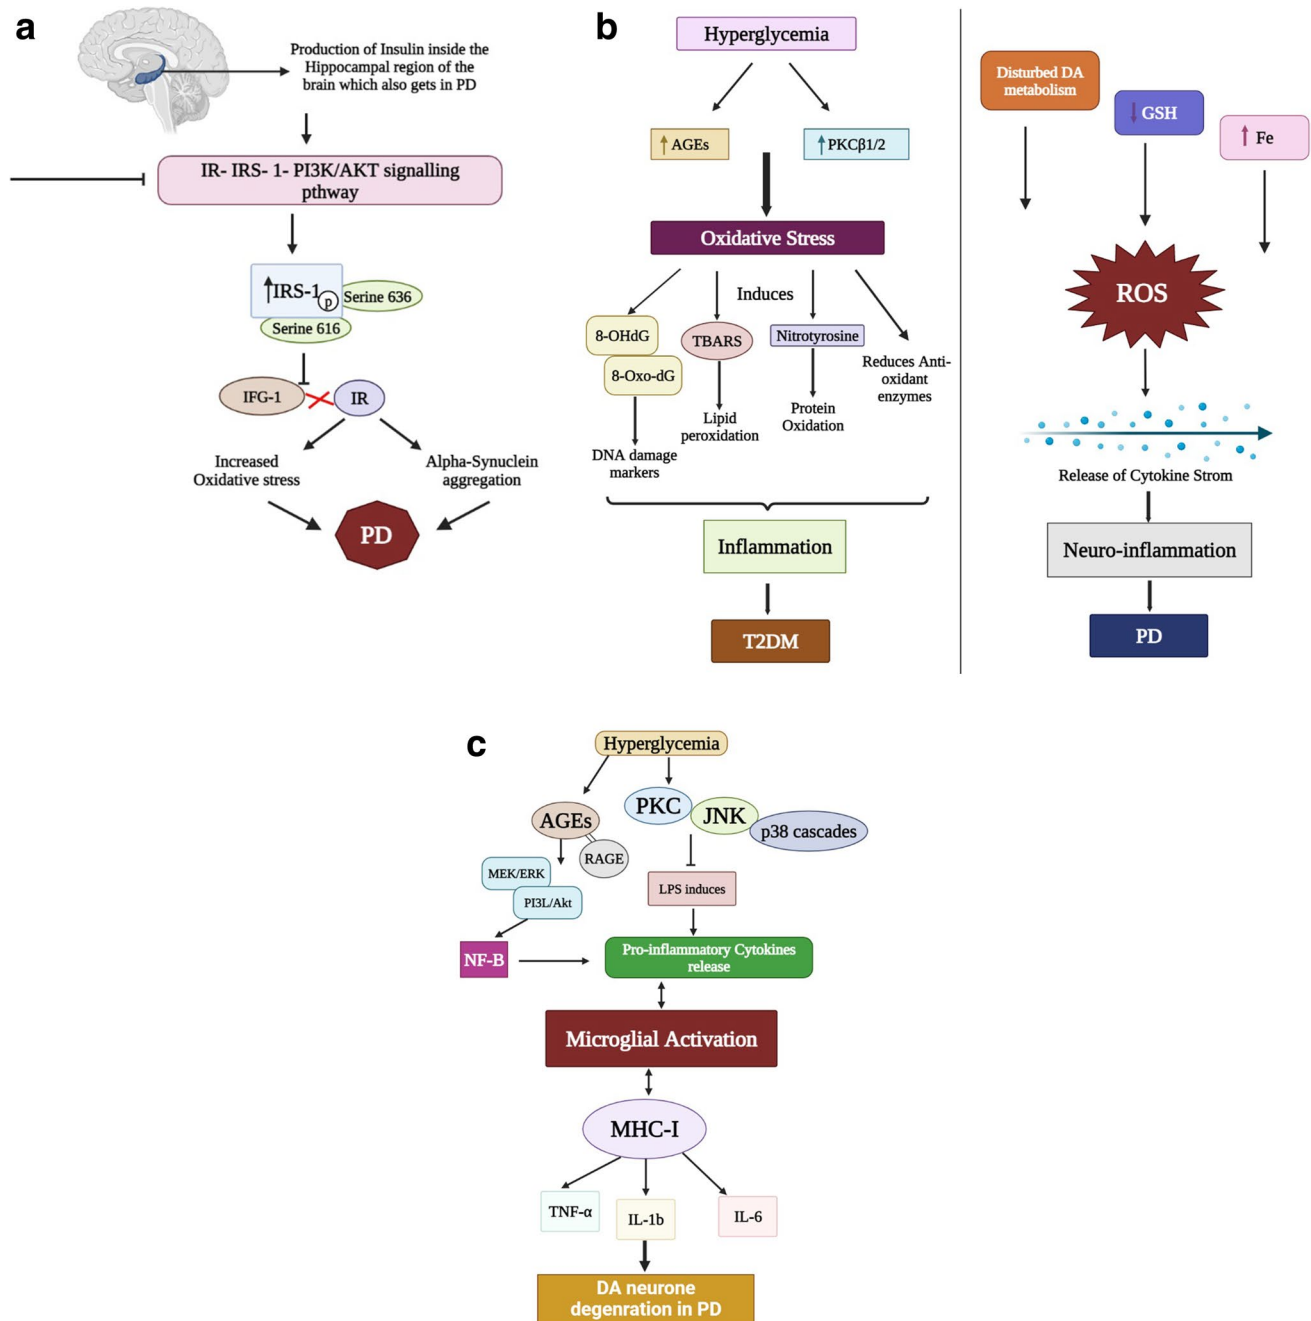 a
Production of Insulin inside the
Hippocampal region of the
brain which also gets in PD
IR- IRS- 1- PI3K/AKT signalling
pthway
↑IRS-1
p
Serine 636
Serine 616
IFG-1
IR
Increased
Oxidative stress
Alpha-Synuclein
aggregation
PD
b
Hyperglycemia
↑AGEs
↑PKCβ1/2
Oxidative Stress
Induces
8-OHdG
8-Oxo-dG
TBARS
Nitrotyrosine
Reduces Anti-
oxidant
enzymes
Lipid
peroxidation
Protein
Oxidation
DNA damage
markers
Inflammation
T2DM
Disturbed DA
metabolism
↓GSH
↑ Fe
ROS
Release of Cytokine Strom
Neuro-inflammation
PD
c
Hyperglycemia
AGEs
RAGE
PKC
JNK
p38 cascades
MEK/ERK
PI3L/Akt
LPS induces
NF-B
Pro-inflammatory Cytokines
release
Microglial Activation
MHC-I
TNF-α
IL-1b
IL-6
DA neurone
degenration in PD